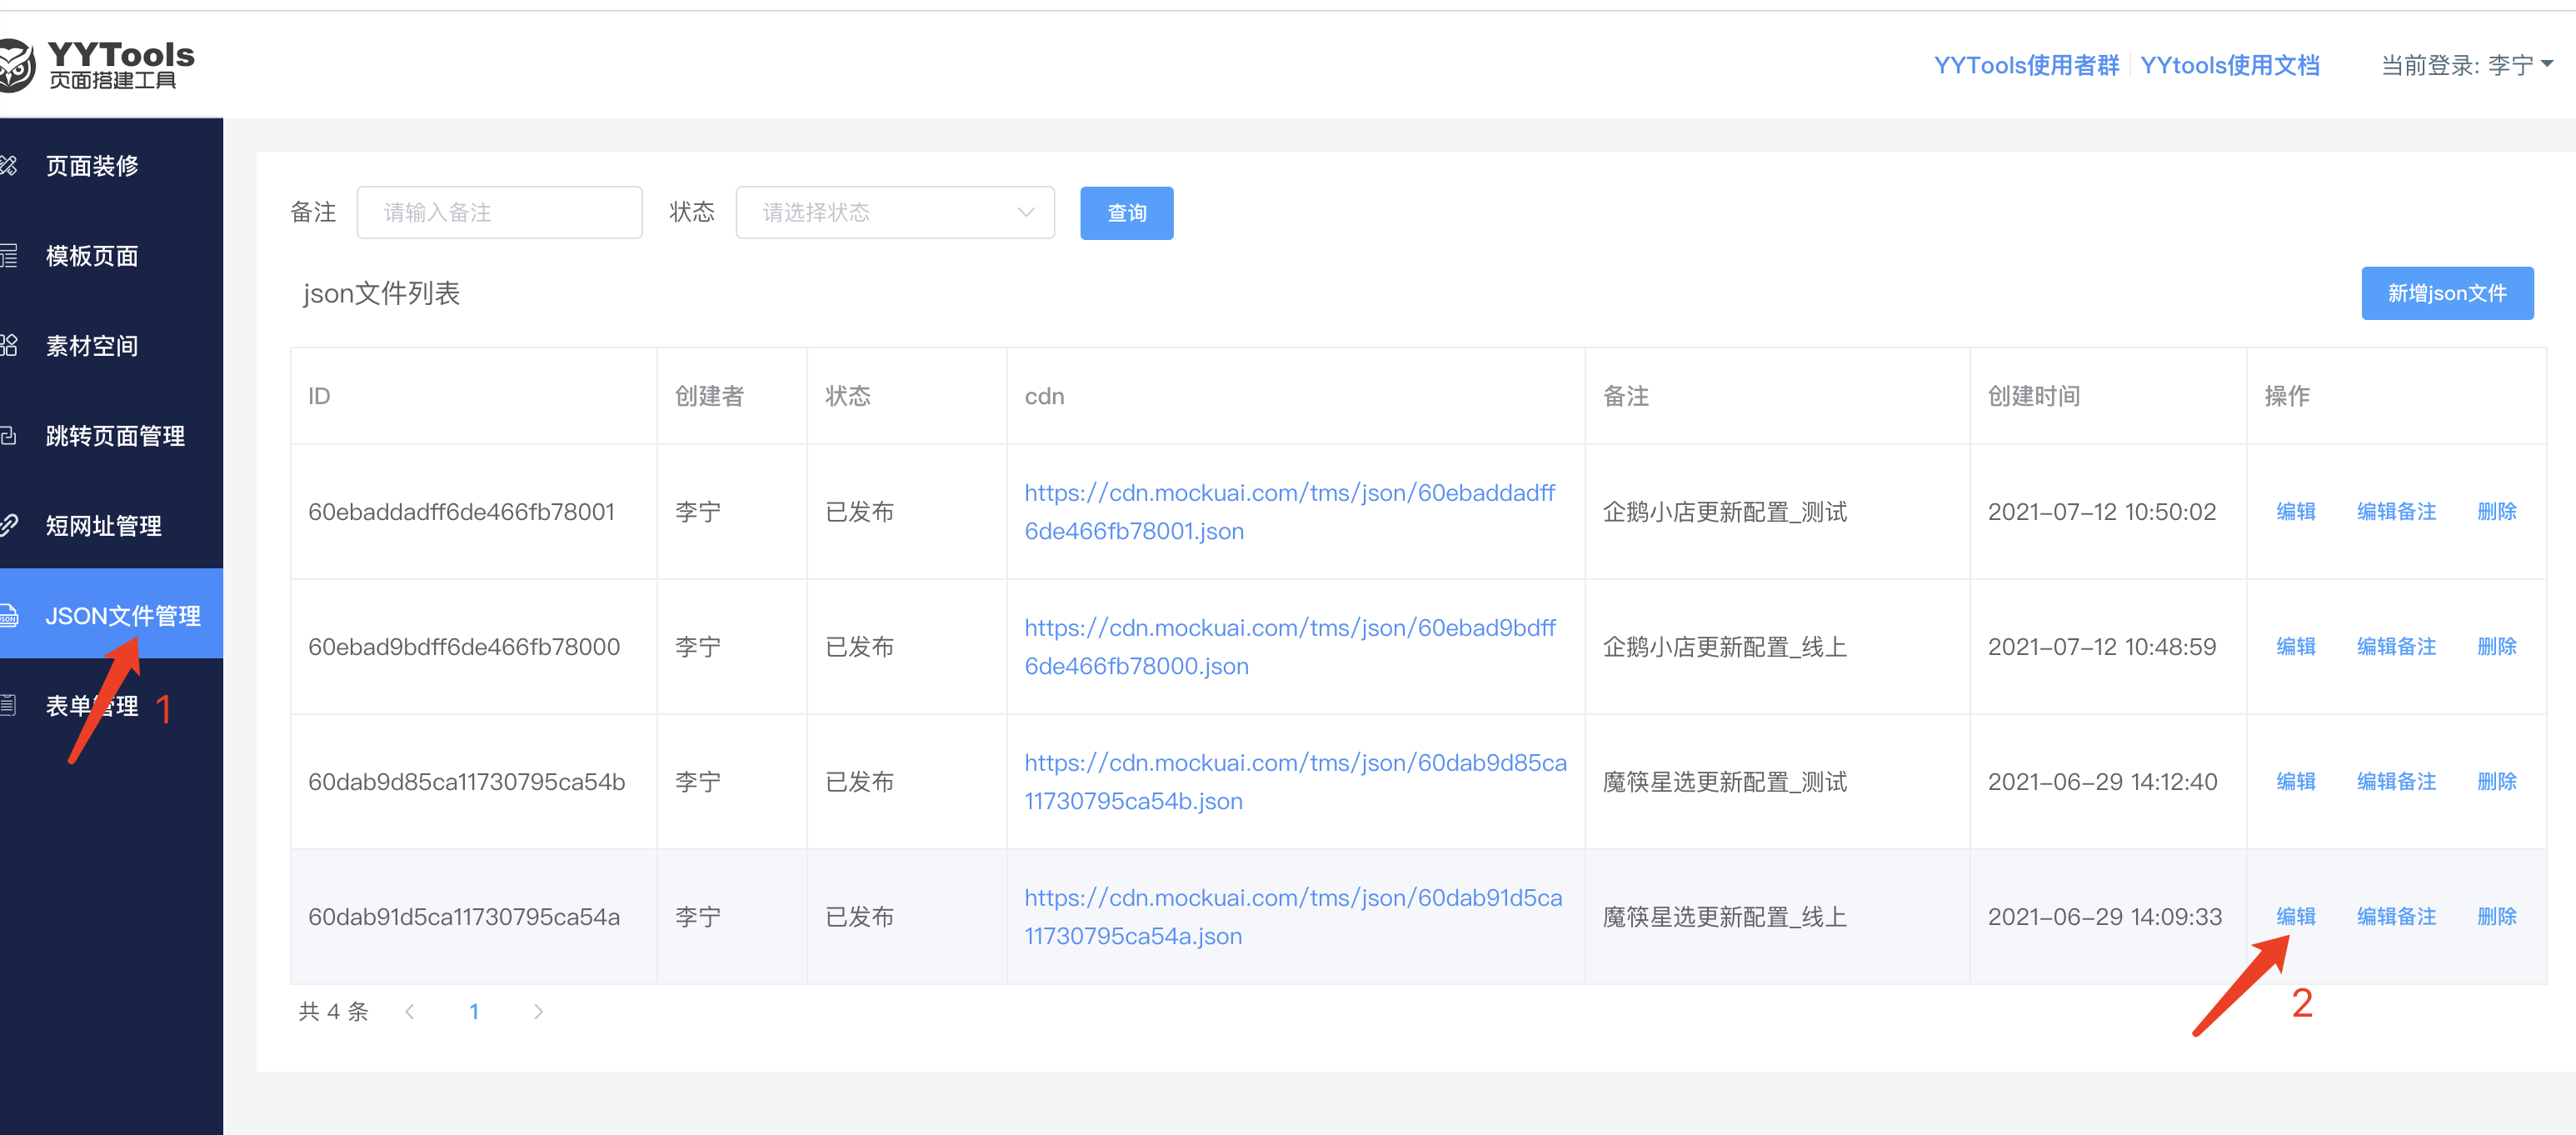 YYTools
页面搭建工具
YYTools使用者群 YYtools使用文档 当前登录: 李宁
页面装修
模板页面
素材空间
跳转页面管理
短网址管理
JSON文件管理
表单管理 1
备注 请输入备注 状态 请选择状态 查询
json文件列表 新增json文件
ID 创建者 状态 cdn 备注 创建时间 操作
60ebaddadff6de466fb78001 李宁 已发布 https://cdn.mockuai.com/tms/json/60ebaddadff
6de466fb78001.json 企鹅小店更新配置_测试 2021-07-12 10:50:02 编辑 编辑备注 删除
60ebad9bdff6de466fb78000 李宁 已发布 https://cdn.mockuai.com/tms/json/60ebad9bdff
6de466fb78000.json 企鹅小店更新配置_线上 2021-07-12 10:48:59 编辑 编辑备注 删除
60dab9d85ca11730795ca54b 李宁 已发布 https://cdn.mockuai.com/tms/json/60dab9d85ca
11730795ca54b.json 魔筷星选更新配置_测试 2021-06-29 14:12:40 编辑 编辑备注 删除
60dab91d5ca11730795ca54a 李宁 已发布 https://cdn.mockuai.com/tms/json/60dab91d5ca
11730795ca54a.json 魔筷星选更新配置_线上 2021-06-29 14:09:33 编辑 编辑备注 删除
2
共 4 条 1